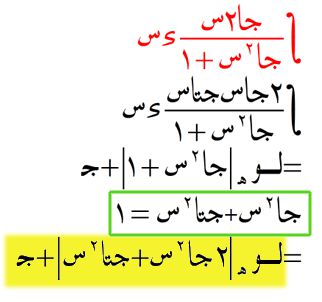 ∫ جا٢س / (جا٢س + ١) ءس
∫ ٢جاس جتاس / (جا٢س + ١) ءس
= لـوهـ |جا٢س + ١| + جـ
جا٢س + جتا٢س = ١
= لـوهـ |٢جا٢س + جتا٢س| + جـ